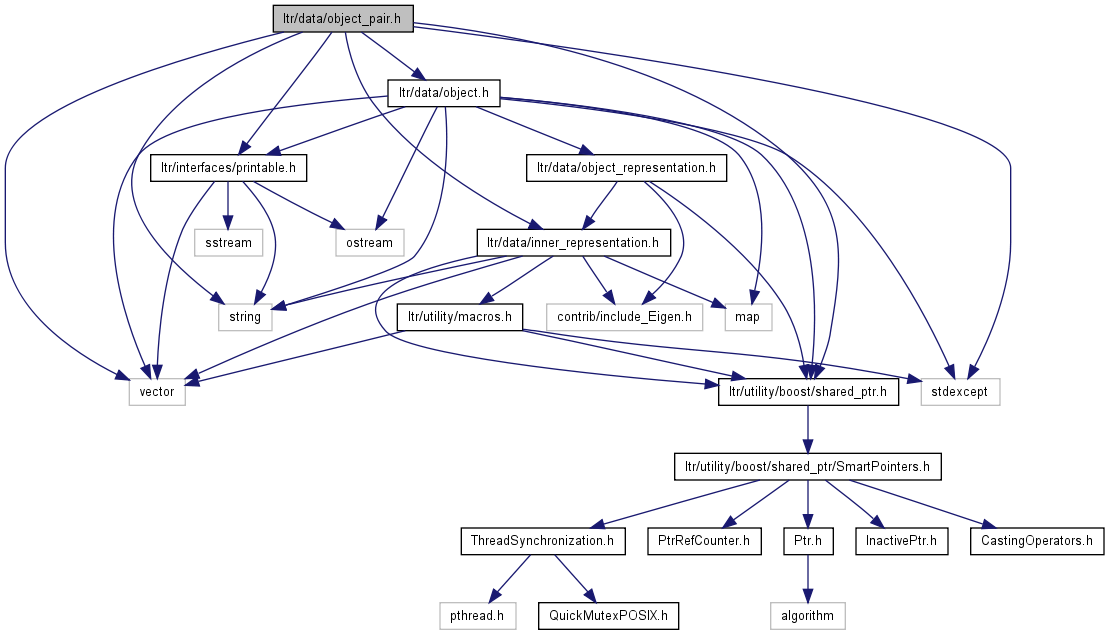 ltr/data/object_pair.h
ltr/data/object.h
ltr/interfaces/printable.h
ltr/data/object_representation.h
sstream
ostream
ltr/data/inner_representation.h
string
ltr/utility/macros.h
contrib/include_Eigen.h
map
vector
ltr/utility/boost/shared_ptr.h
stdexcept
ltr/utility/boost/shared_ptr/SmartPointers.h
ThreadSynchronization.h
PtrRefCounter.h
Ptr.h
InactivePtr.h
CastingOperators.h
pthread.h
QuickMutexPOSIX.h
algorithm